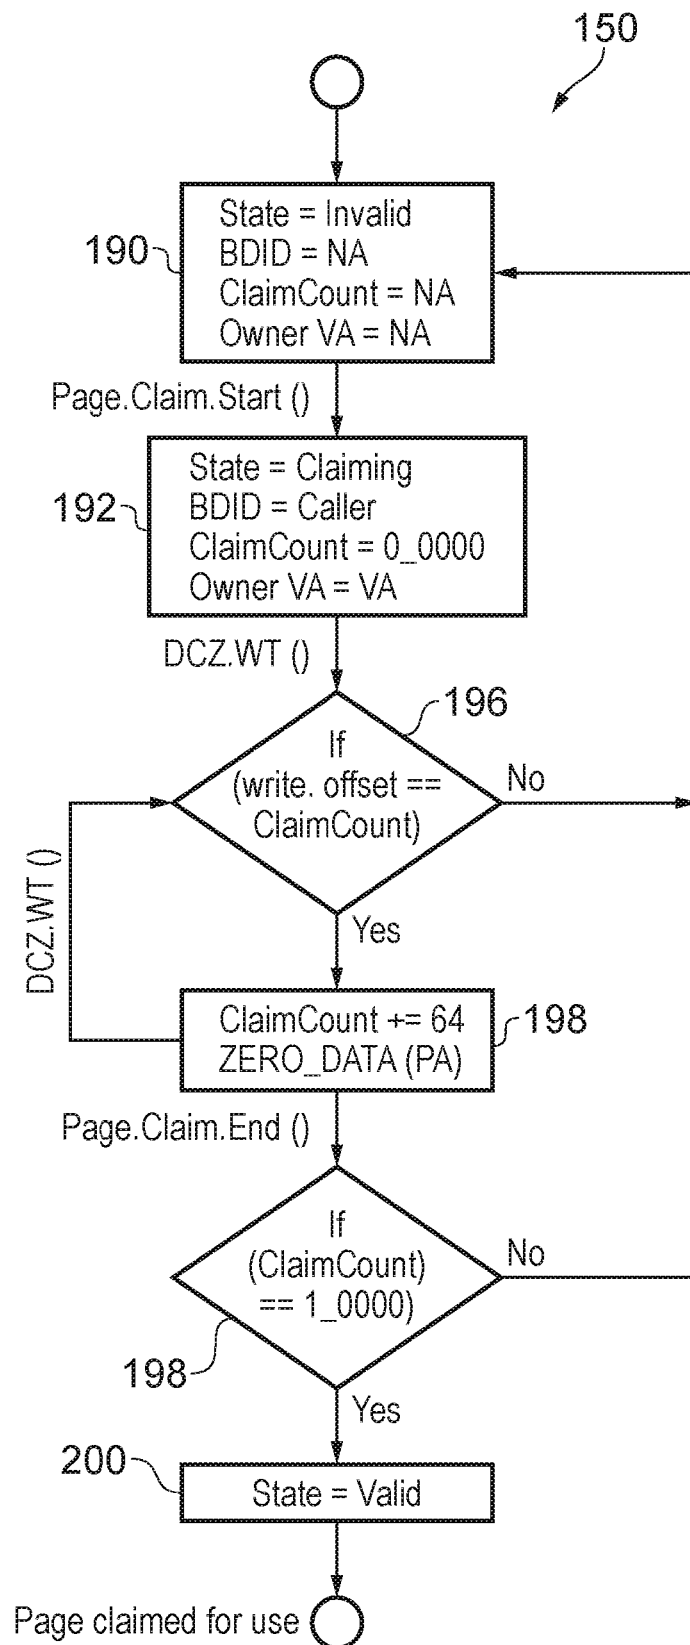 150
State = Invalid
190
BDID = NA
ClaimCount = NA
Owner VA = NA
Page.Claim.Start ()
State = Claiming
192
BDID = Caller
ClaimCount = 0_0000
Owner VA = VA
DCZ.WT ()
196
If
(write. offset ==
ClaimCount)
No
DCZ.WT ()
Yes
ClaimCount += 64
ZERO_DATA (PA)
198
Page.Claim.End ()
If
(ClaimCount)
== 1_0000)
No
198
Yes
200
State = Valid
Page claimed for use